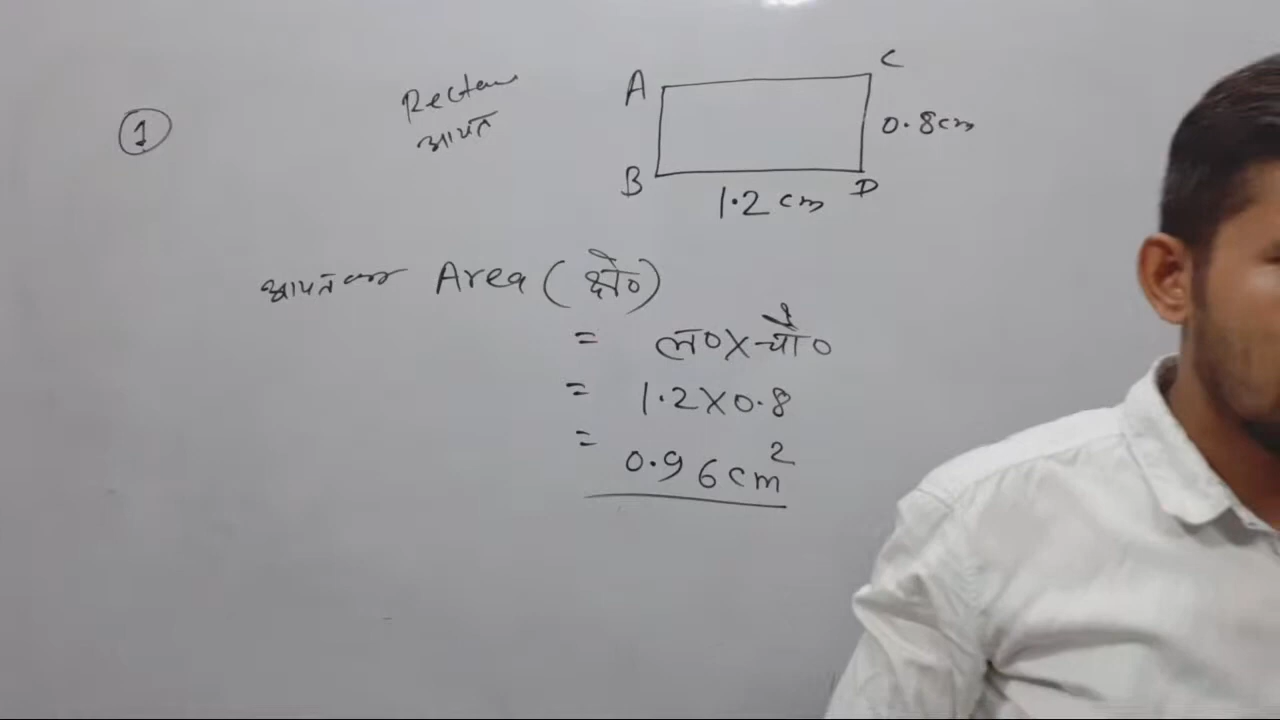 1
Rectan
आयत
A
C
0.8cm
B
D
1.2 cm
आयत का Area (क्षे०)
= ल० X चौ०
= 1.2 X 0.8
= 0.96 cm²